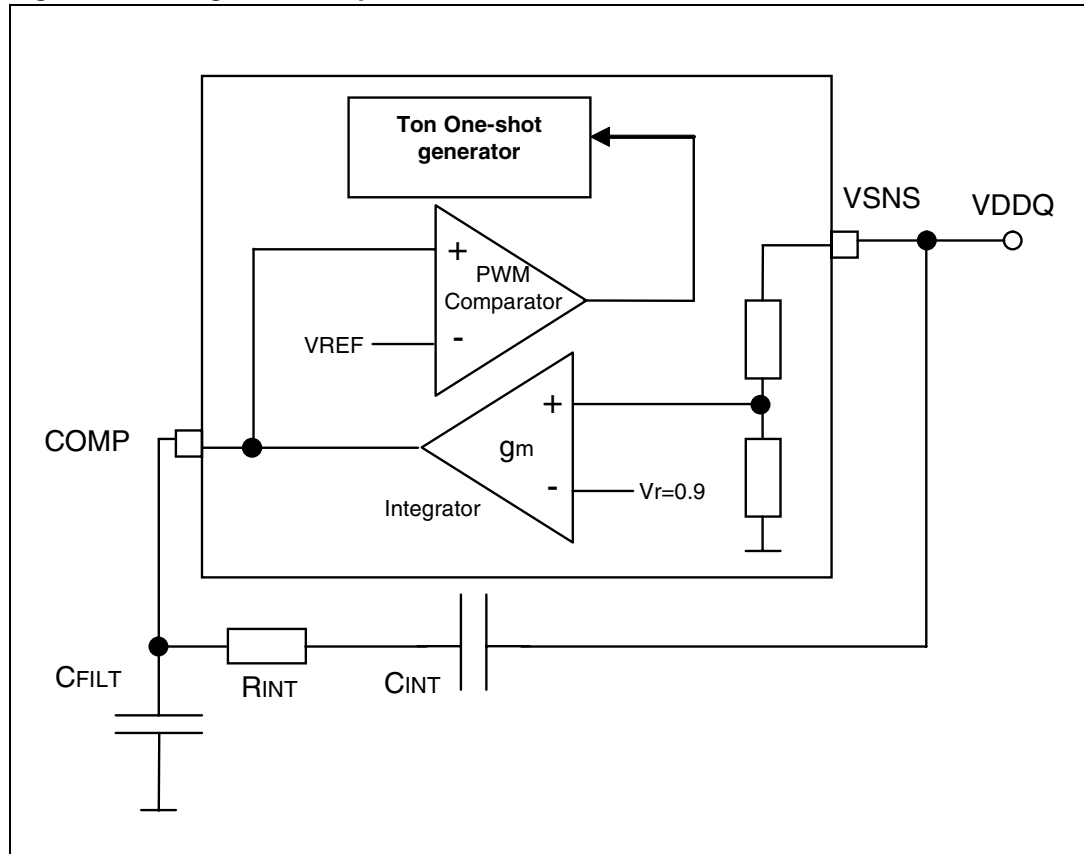 Ton One-shot
generator
VSNS
VDDQ
+
PWM
Comparator
VREF
-
+
COMP
gm
-
Vr=0.9
Integrator
CFILT
RINT
CINT